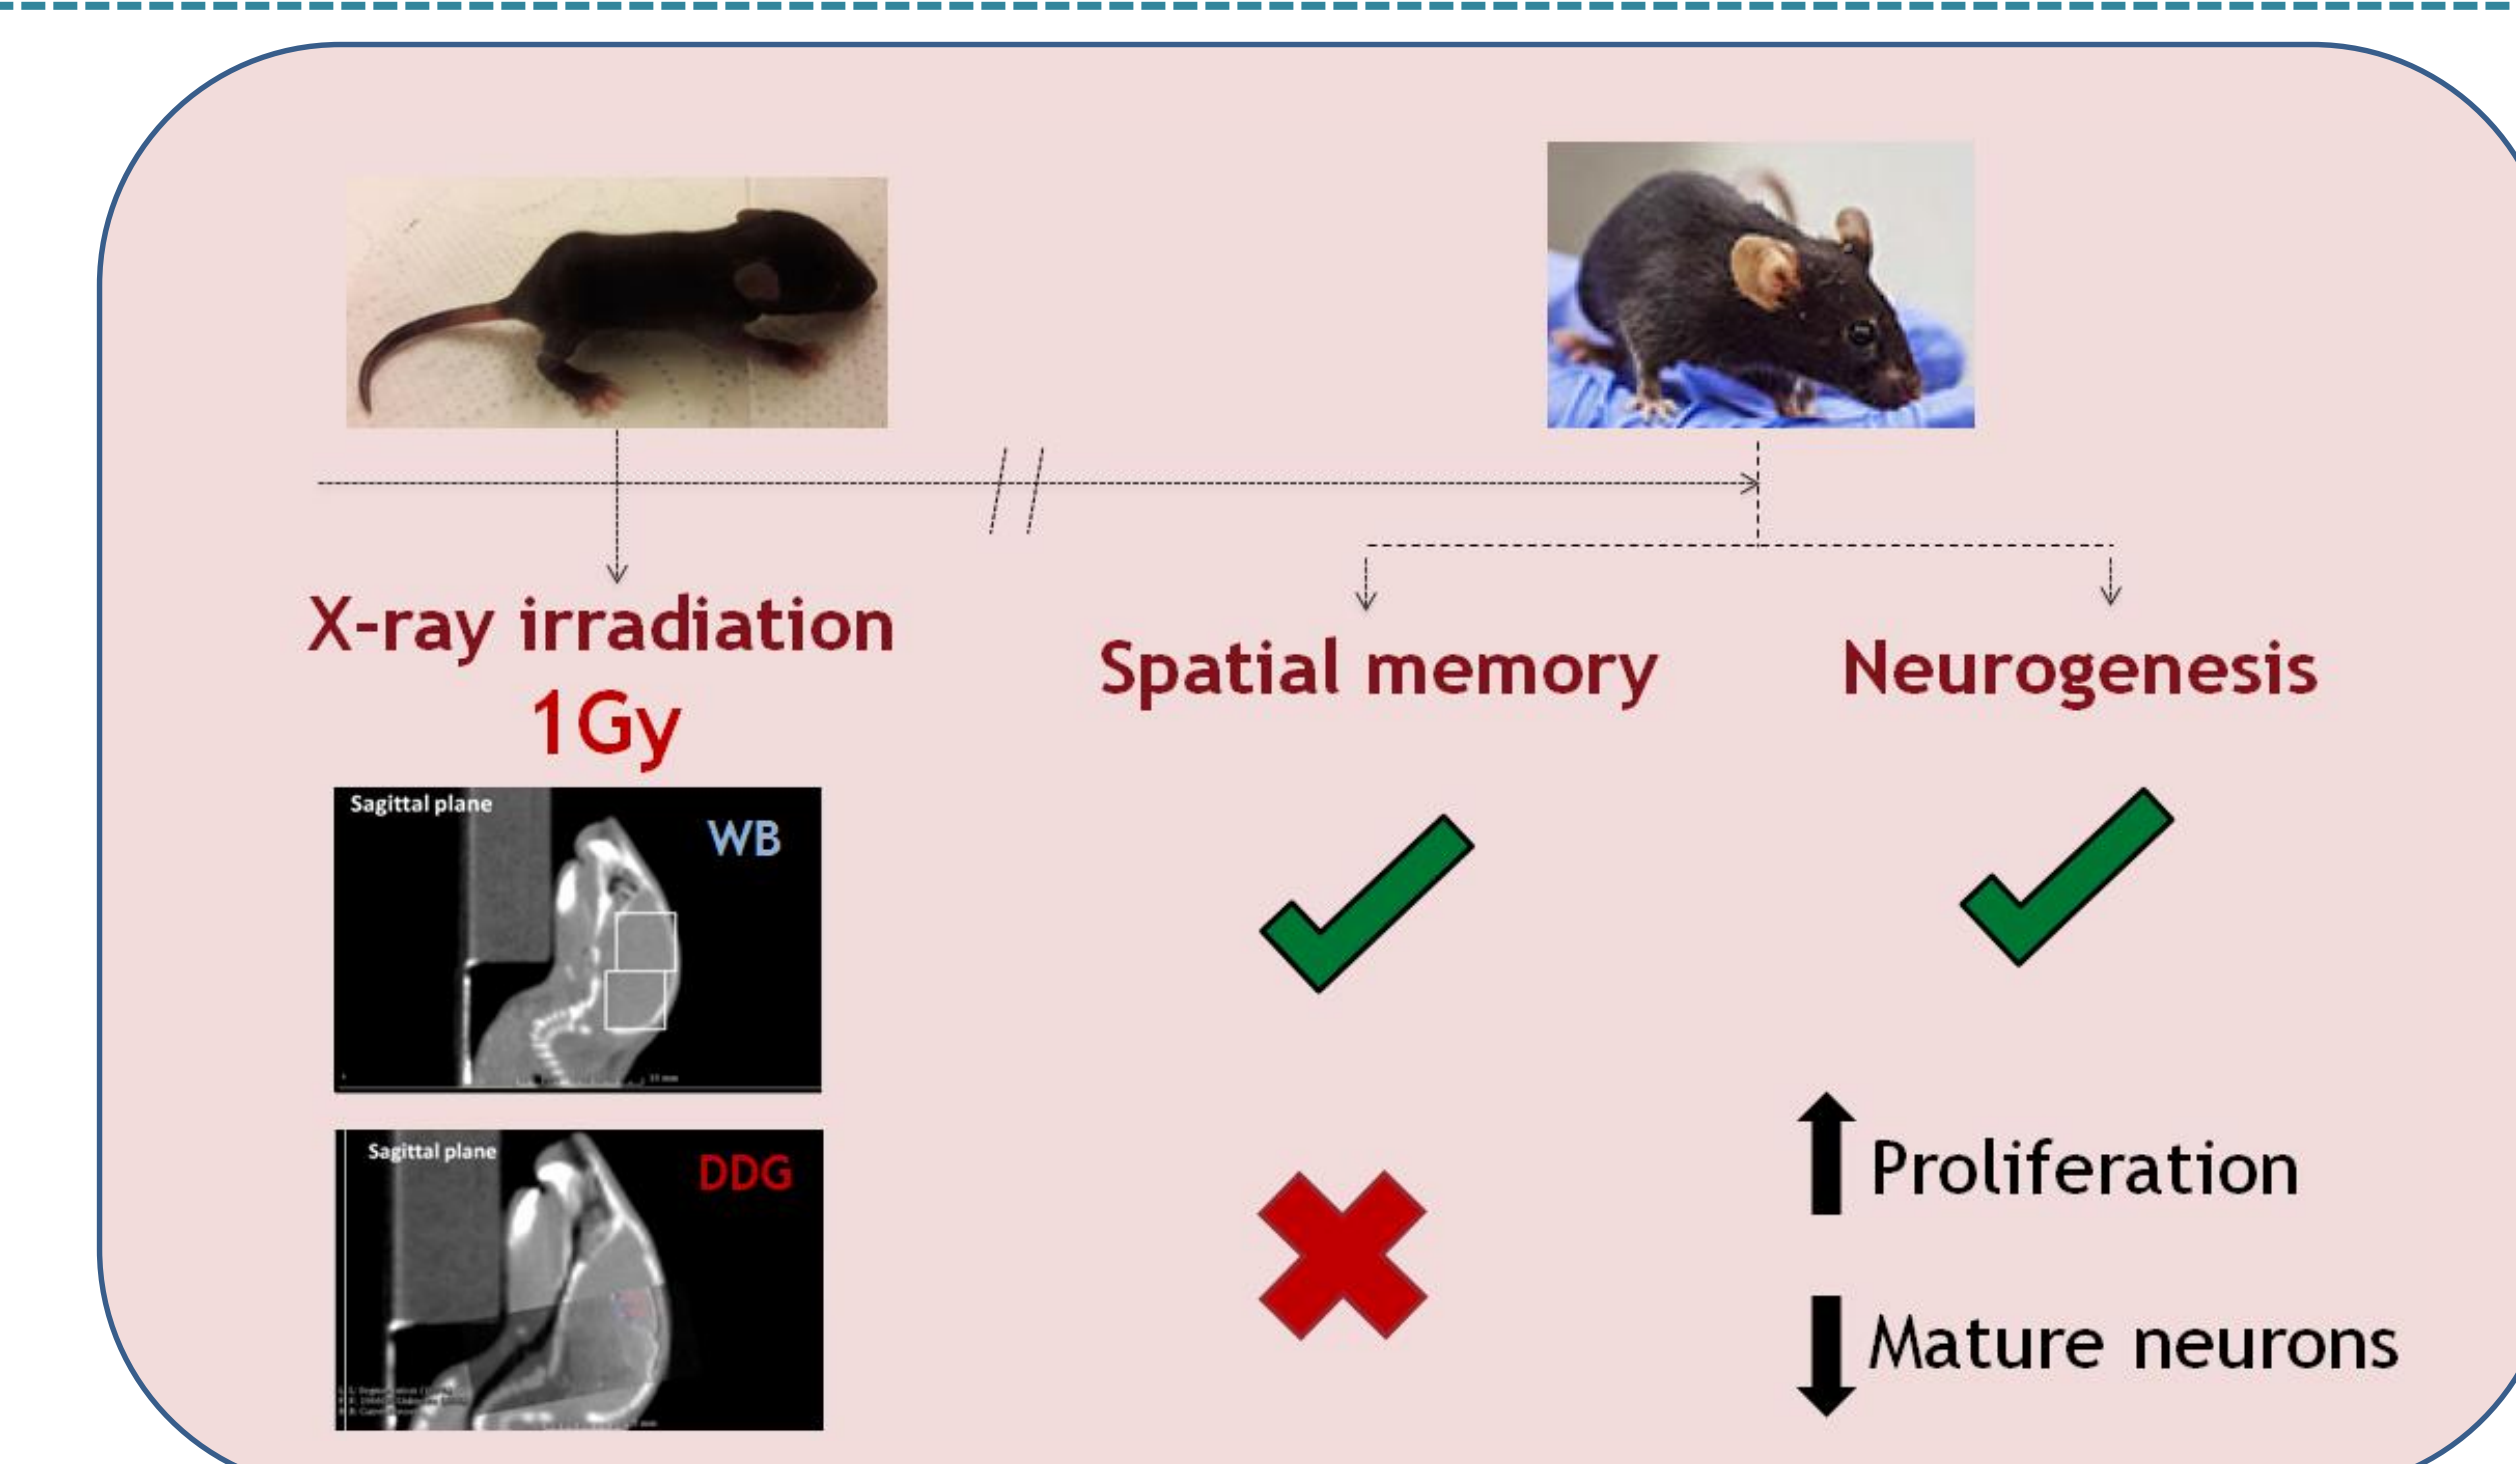 X-ray irradiation
1Gy
Spatial memory
Neurogenesis
Sagittal plane
WB
Sagittal plane
DDG
Proliferation
Mature neurons